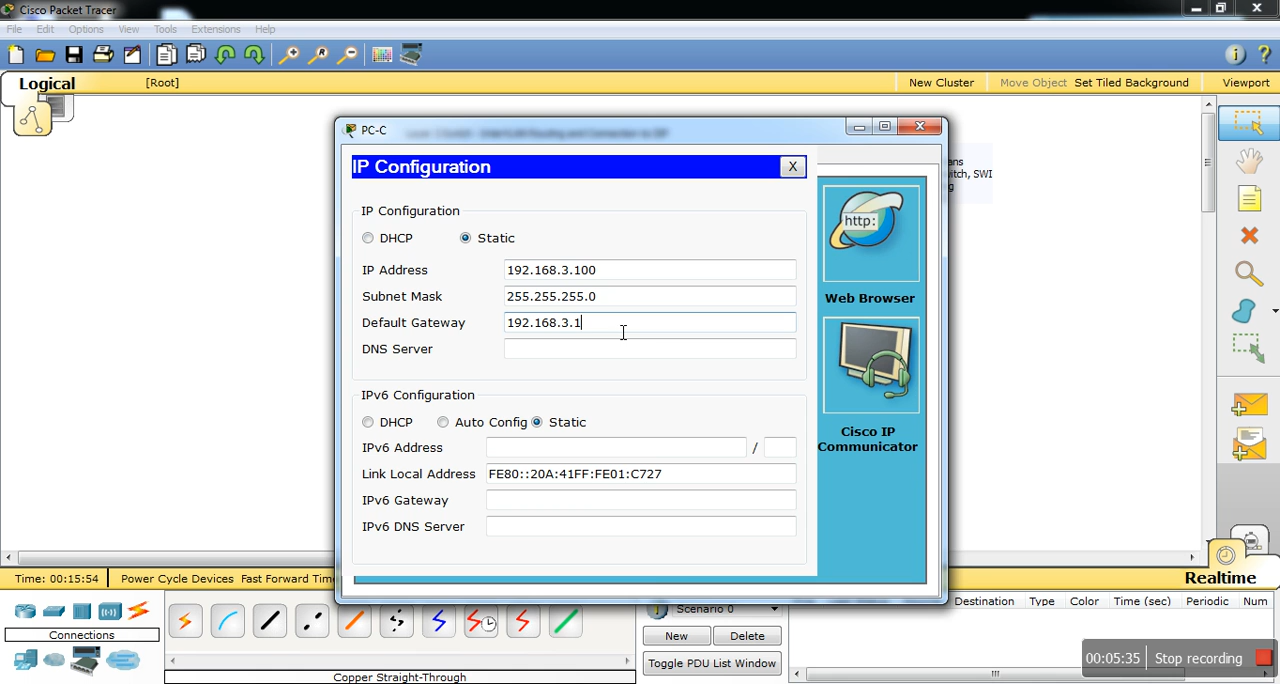 Cisco Packet Tracer
File Edit Options View Tools Extensions Help
Logical [Root] New Cluster Move Object Set Tiled Background Viewport
PC-C
ans
itch, SWI
g
IP Configuration X
IP Configuration
DHCP Static
IP Address 192.168.3.100
Subnet Mask 255.255.255.0
Default Gateway 192.168.3.1
DNS Server
IPv6 Configuration
DHCP Auto Config Static
IPv6 Address /
Link Local Address FE80::20A:41FF:FE01:C727
IPv6 Gateway
IPv6 DNS Server
http:
Web Browser
Cisco IP
Communicator
Time: 00:15:54 Power Cycle Devices Fast Forward Time
Realtime
Connections
Copper Straight-Through
Scenario 0
New Delete
Toggle PDU List Window
Destination Type Color Time (sec) Periodic Num
00:05:35 Stop recording